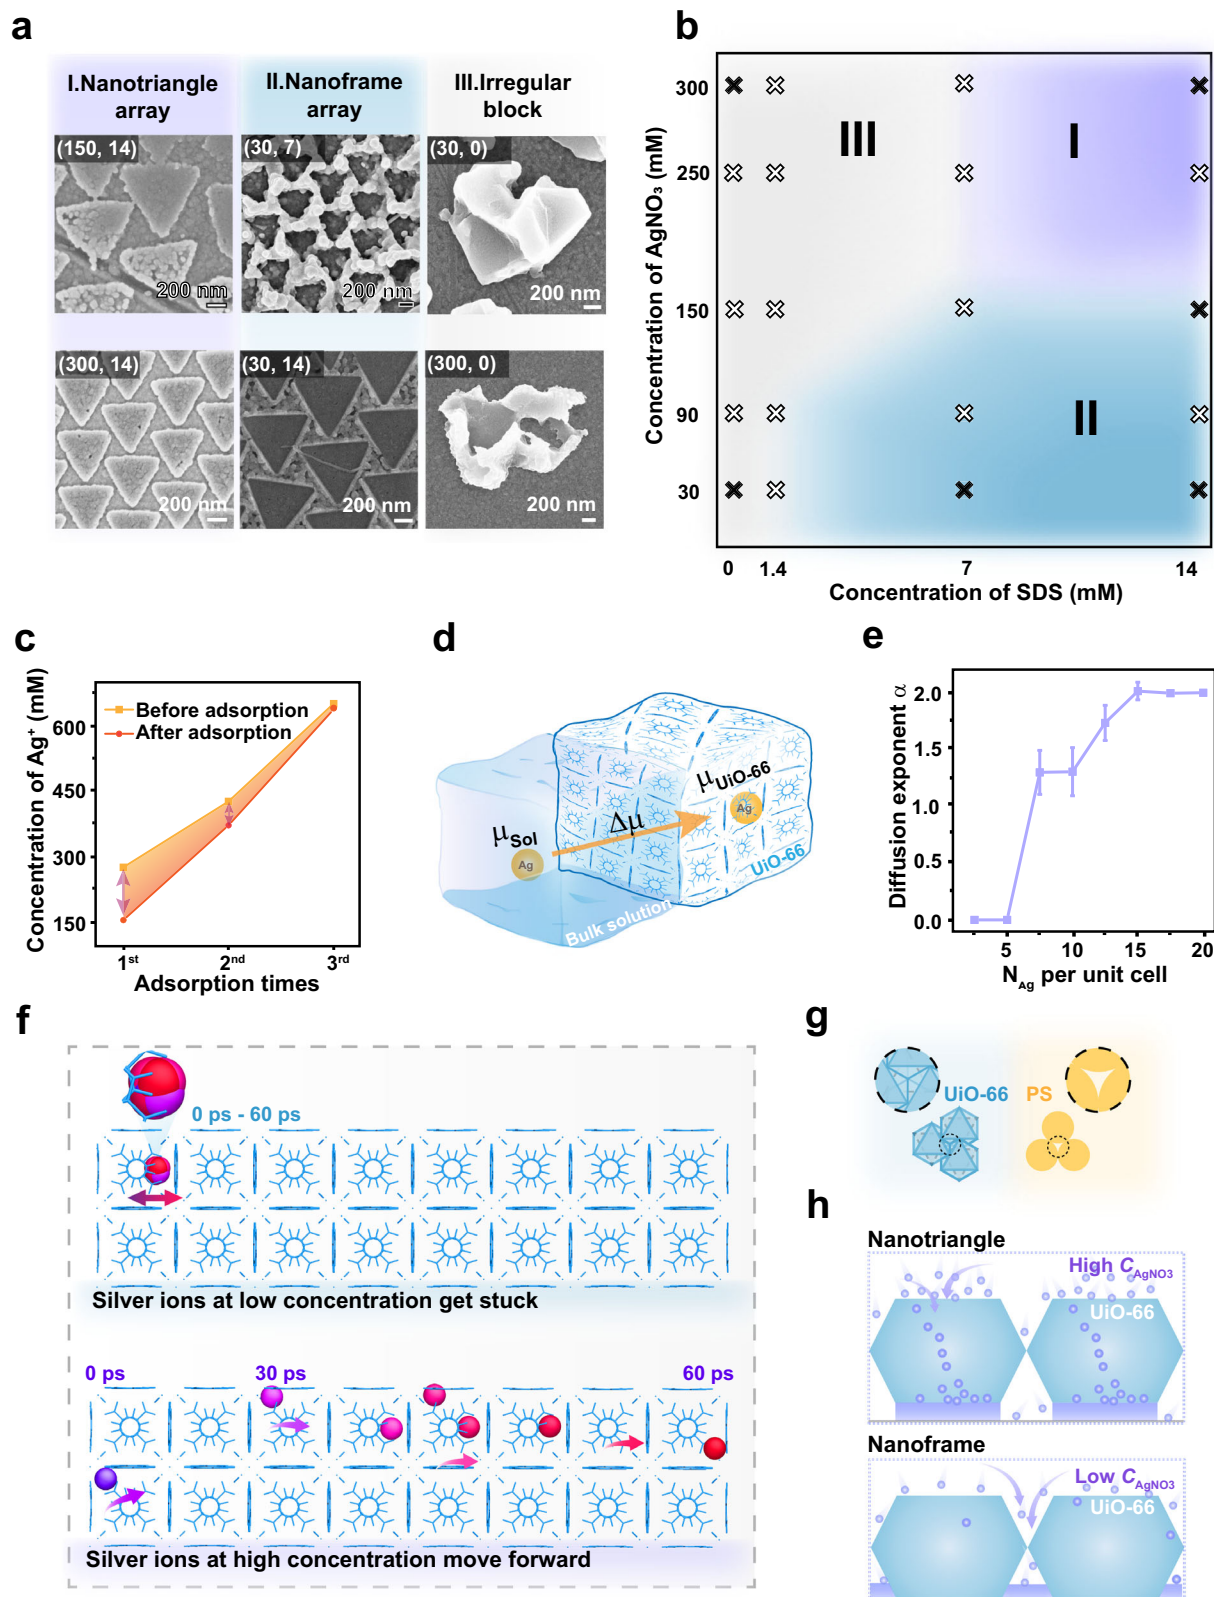 a
I.Nanotriangle
array
II.Nanoframe
array
III.Irregular
block
(150, 14)
200 nm
(30, 7)
200 nm
(30, 0)
200 nm
(300, 14)
200 nm
(30, 14)
200 nm
(300, 0)
200 nm
b
Concentration of AgNO₃ (mM)
300
250
150
90
30
III
I
II
0
1.4
7
14
Concentration of SDS (mM)
c
Concentration of Ag⁺ (mM)
600
450
300
150
Before adsorption
After adsorption
1ˢᵗ
2ⁿᵈ
3ʳᵈ
Adsorption times
d
μSol
Ag
Δμ
μUiO-66
Ag
UiO-66
Bulk solution
e
Diffusion exponent α
2.0
1.5
1.0
0.5
0.0
5
10
15
20
N_Ag per unit cell
f
0 ps - 60 ps
Silver ions at low concentration get stuck
0 ps
30 ps
60 ps
Silver ions at high concentration move forward
g
UiO-66
PS
h
Nanotriangle
High C_AgNO3
UiO-66
Nanoframe
Low C_AgNO3
UiO-66